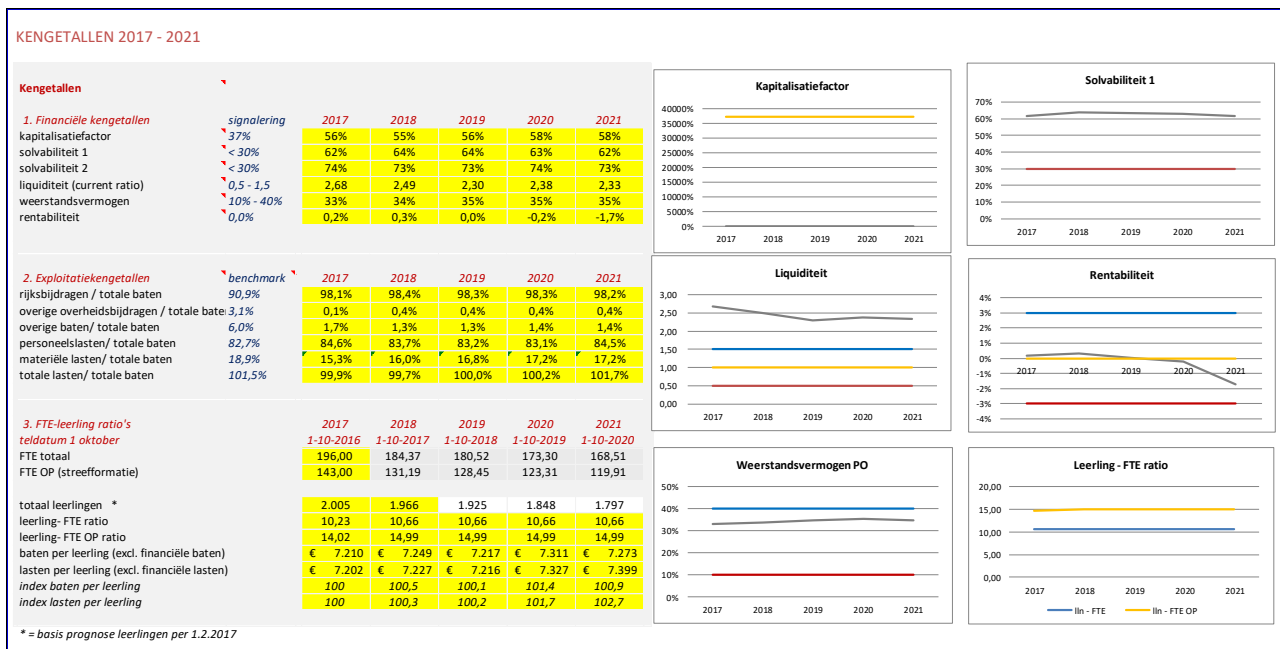 KENGETALLEN 2017 - 2021
Kengetallen
1. Financiële kengetallen signalering 2017 2018 2019 2020 2021
kapitalisatiefactor 37% 56% 55% 56% 58% 58%
solvabiliteit 1 < 30% 62% 64% 64% 63% 62%
solvabiliteit 2 < 30% 74% 73% 73% 74% 73%
liquiditeit (current ratio) 0,5 - 1,5 2,68 2,49 2,30 2,38 2,33
weerstandsvermogen 10% - 40% 33% 34% 35% 35% 35%
rentabiliteit 0,0% 0,2% 0,3% 0,0% -0,2% -1,7%
2. Exploitatiekengetallen benchmark 2017 2018 2019 2020 2021
rijksbijdragen / totale baten 90,9% 98,1% 98,4% 98,3% 98,3% 98,2%
overige overheidsbijdragen / totale bate 3,1% 0,1% 0,4% 0,4% 0,4% 0,4%
overige baten/ totale baten 6,0% 1,7% 1,3% 1,3% 1,4% 1,4%
personeelslasten/ totale baten 82,7% 84,6% 83,7% 83,2% 83,1% 84,5%
materiële lasten/ totale baten 18,9% 15,3% 16,0% 16,8% 17,2% 17,2%
totale lasten/ totale baten 101,5% 99,9% 99,7% 100,0% 100,2% 101,7%
3. FTE-leerling ratio's 2017 2018 2019 2020 2021
teldatum 1 oktober 1-10-2016 1-10-2017 1-10-2018 1-10-2019 1-10-2020
FTE totaal 196,00 184,37 180,52 173,30 168,51
FTE OP (streefformatie) 143,00 131,19 128,45 123,31 119,91
totaal leerlingen * 2.005 1.966 1.925 1.848 1.797
leerling- FTE ratio 10,23 10,66 10,66 10,66 10,66
leerling- FTE OP ratio 14,02 14,99 14,99 14,99 14,99
baten per leerling (excl. financiële baten) € 7.210 € 7.249 € 7.217 € 7.311 € 7.273
lasten per leerling (excl. financiële lasten) € 7.202 € 7.227 € 7.216 € 7.327 € 7.399
index baten per leerling 100 100,5 100,1 101,4 100,9
index lasten per leerling 100 100,3 100,2 101,7 102,7
* = basis prognose leerlingen per 1.2.2017
Kapitalisatiefactor
40000%
35000%
30000%
25000%
20000%
15000%
10000%
5000%
0%
2017 2018 2019 2020 2021
Solvabiliteit 1
70%
60%
50%
40%
30%
20%
10%
0%
2017 2018 2019 2020 2021
Liquiditeit
3,00
2,50
2,00
1,50
1,00
0,50
0,00
2017 2018 2019 2020 2021
Rentabiliteit
4%
3%
2%
1%
0%
-1%
-2%
-3%
-4%
2017 2018 2019 2020 2021
Weerstandsvermogen PO
50%
40%
30%
20%
10%
0%
2017 2018 2019 2020 2021
Leerling - FTE ratio
20,00
15,00
10,00
5,00
0,00
2017 2018 2019 2020 2021
lln - FTE lln - FTE OP